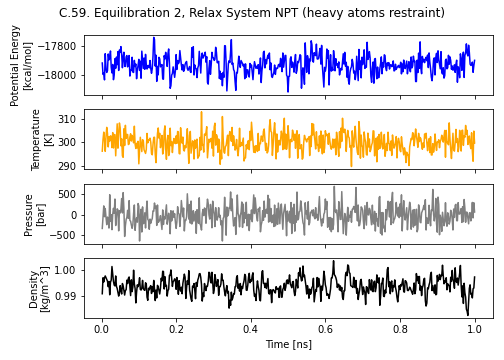 C.59. Equilibration 2, Relax System NPT (heavy atoms restraint)
Potential Energy
[kcal/mol]
−17800
−18000
Temperature
[K]
310
300
290
Pressure
[bar]
500
0
−500
Density
[kg/m^3]
1.00
0.99
0.0 0.2 0.4 0.6 0.8 1.0
Time [ns]